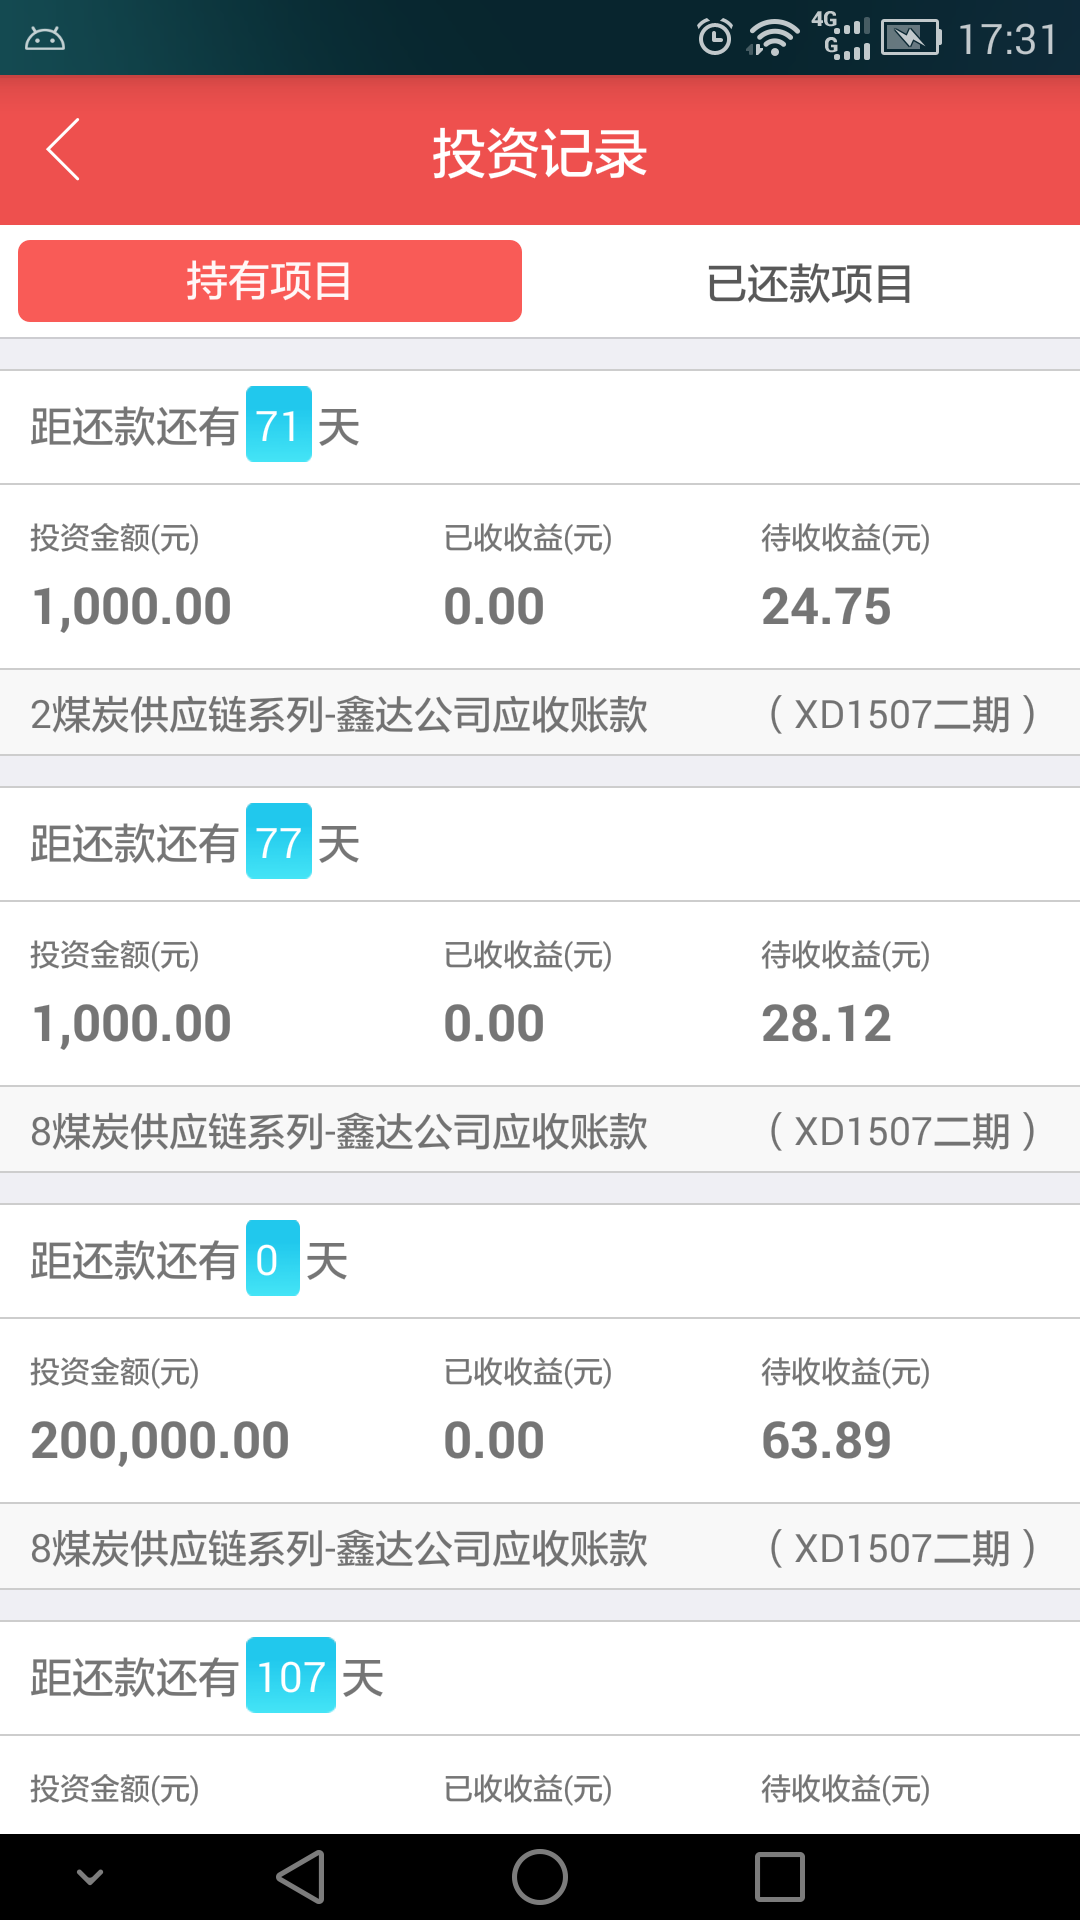 4G
G
17:31
投资记录
持有项目 已还款项目
距还款还有 71 天
投资金额(元) 已收收益(元) 待收收益(元)
1,000.00 0.00 24.75
2煤炭供应链系列-鑫达公司应收账款 （XD1507二期）
距还款还有 77 天
投资金额(元) 已收收益(元) 待收收益(元)
1,000.00 0.00 28.12
8煤炭供应链系列-鑫达公司应收账款 （XD1507二期）
距还款还有 0 天
投资金额(元) 已收收益(元) 待收收益(元)
200,000.00 0.00 63.89
8煤炭供应链系列-鑫达公司应收账款 （XD1507二期）
距还款还有 107 天
投资金额(元) 已收收益(元) 待收收益(元)